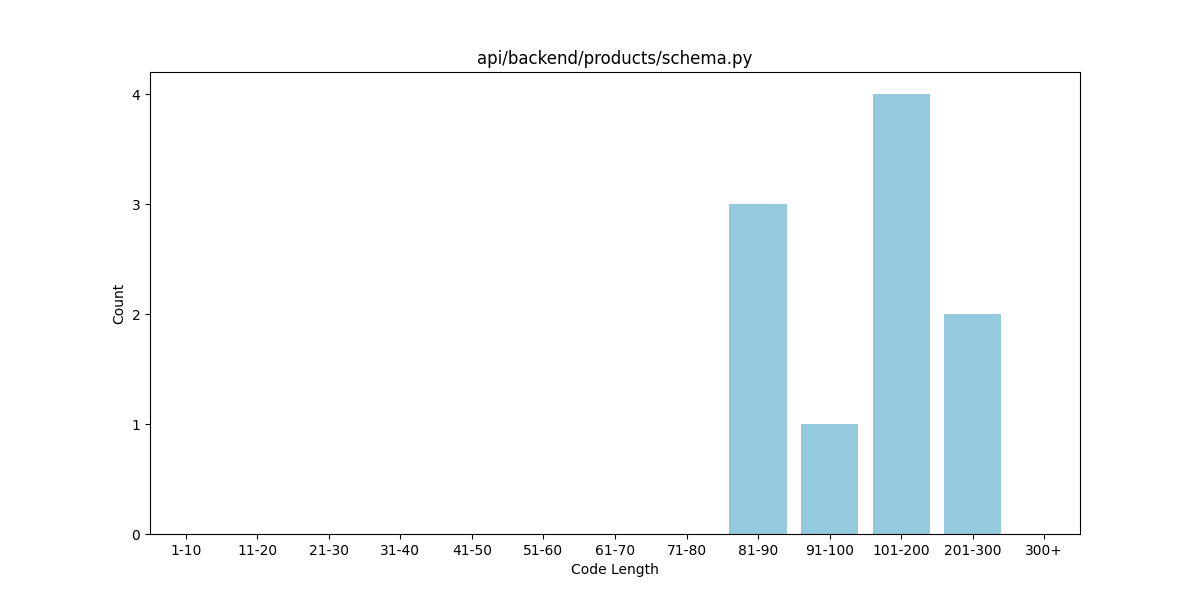 api/backend/products/schema.py
Count
4
3
2
1
0
1-10 11-20 21-30 31-40 41-50 51-60 61-70 71-80 81-90 91-100 101-200 201-300 300+
Code Length